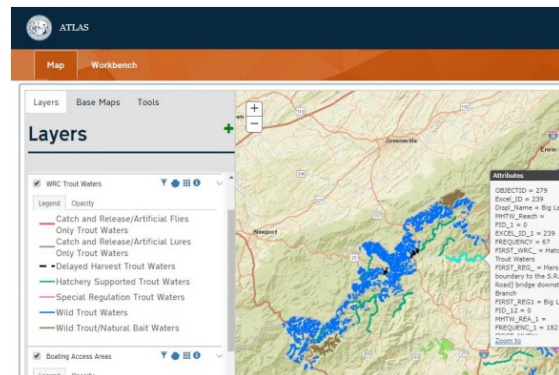 ATLAS
Map Workbench
Layers Base Maps Tools
Layers
WRC Trout Waters
Legend Opacity
Catch and Release/Artificial Flies
Only Trout Waters
Catch and Release/Artificial Lures
Only Trout Waters
Delayed Harvest Trout Waters
Hatchery Supported Trout Waters
Special Regulation Trout Waters
Wild Trout Waters
Wild Trout/Natural Bait Waters
Boating Access Areas
Legend Opacity
Greeneville
Erwin
Newport
Attributes
OBJECTID = 279
Excel_ID = 239
Displ_Name = Big La
MHTW_Reach =
FID_1 = 0
EXCEL_ID_1 = 239
FREQUENCY = 67
FIRST_WRC_ = Hatc
Trout Waters
FIRST_REG_ = Mars
boundary to the S.R.
Road] bridge downst
Branch
FIRST_REG1 = Big L
FID_12 = 0
MHTW_REA_1 =
FREQUENC_1 = 182
Zoom to